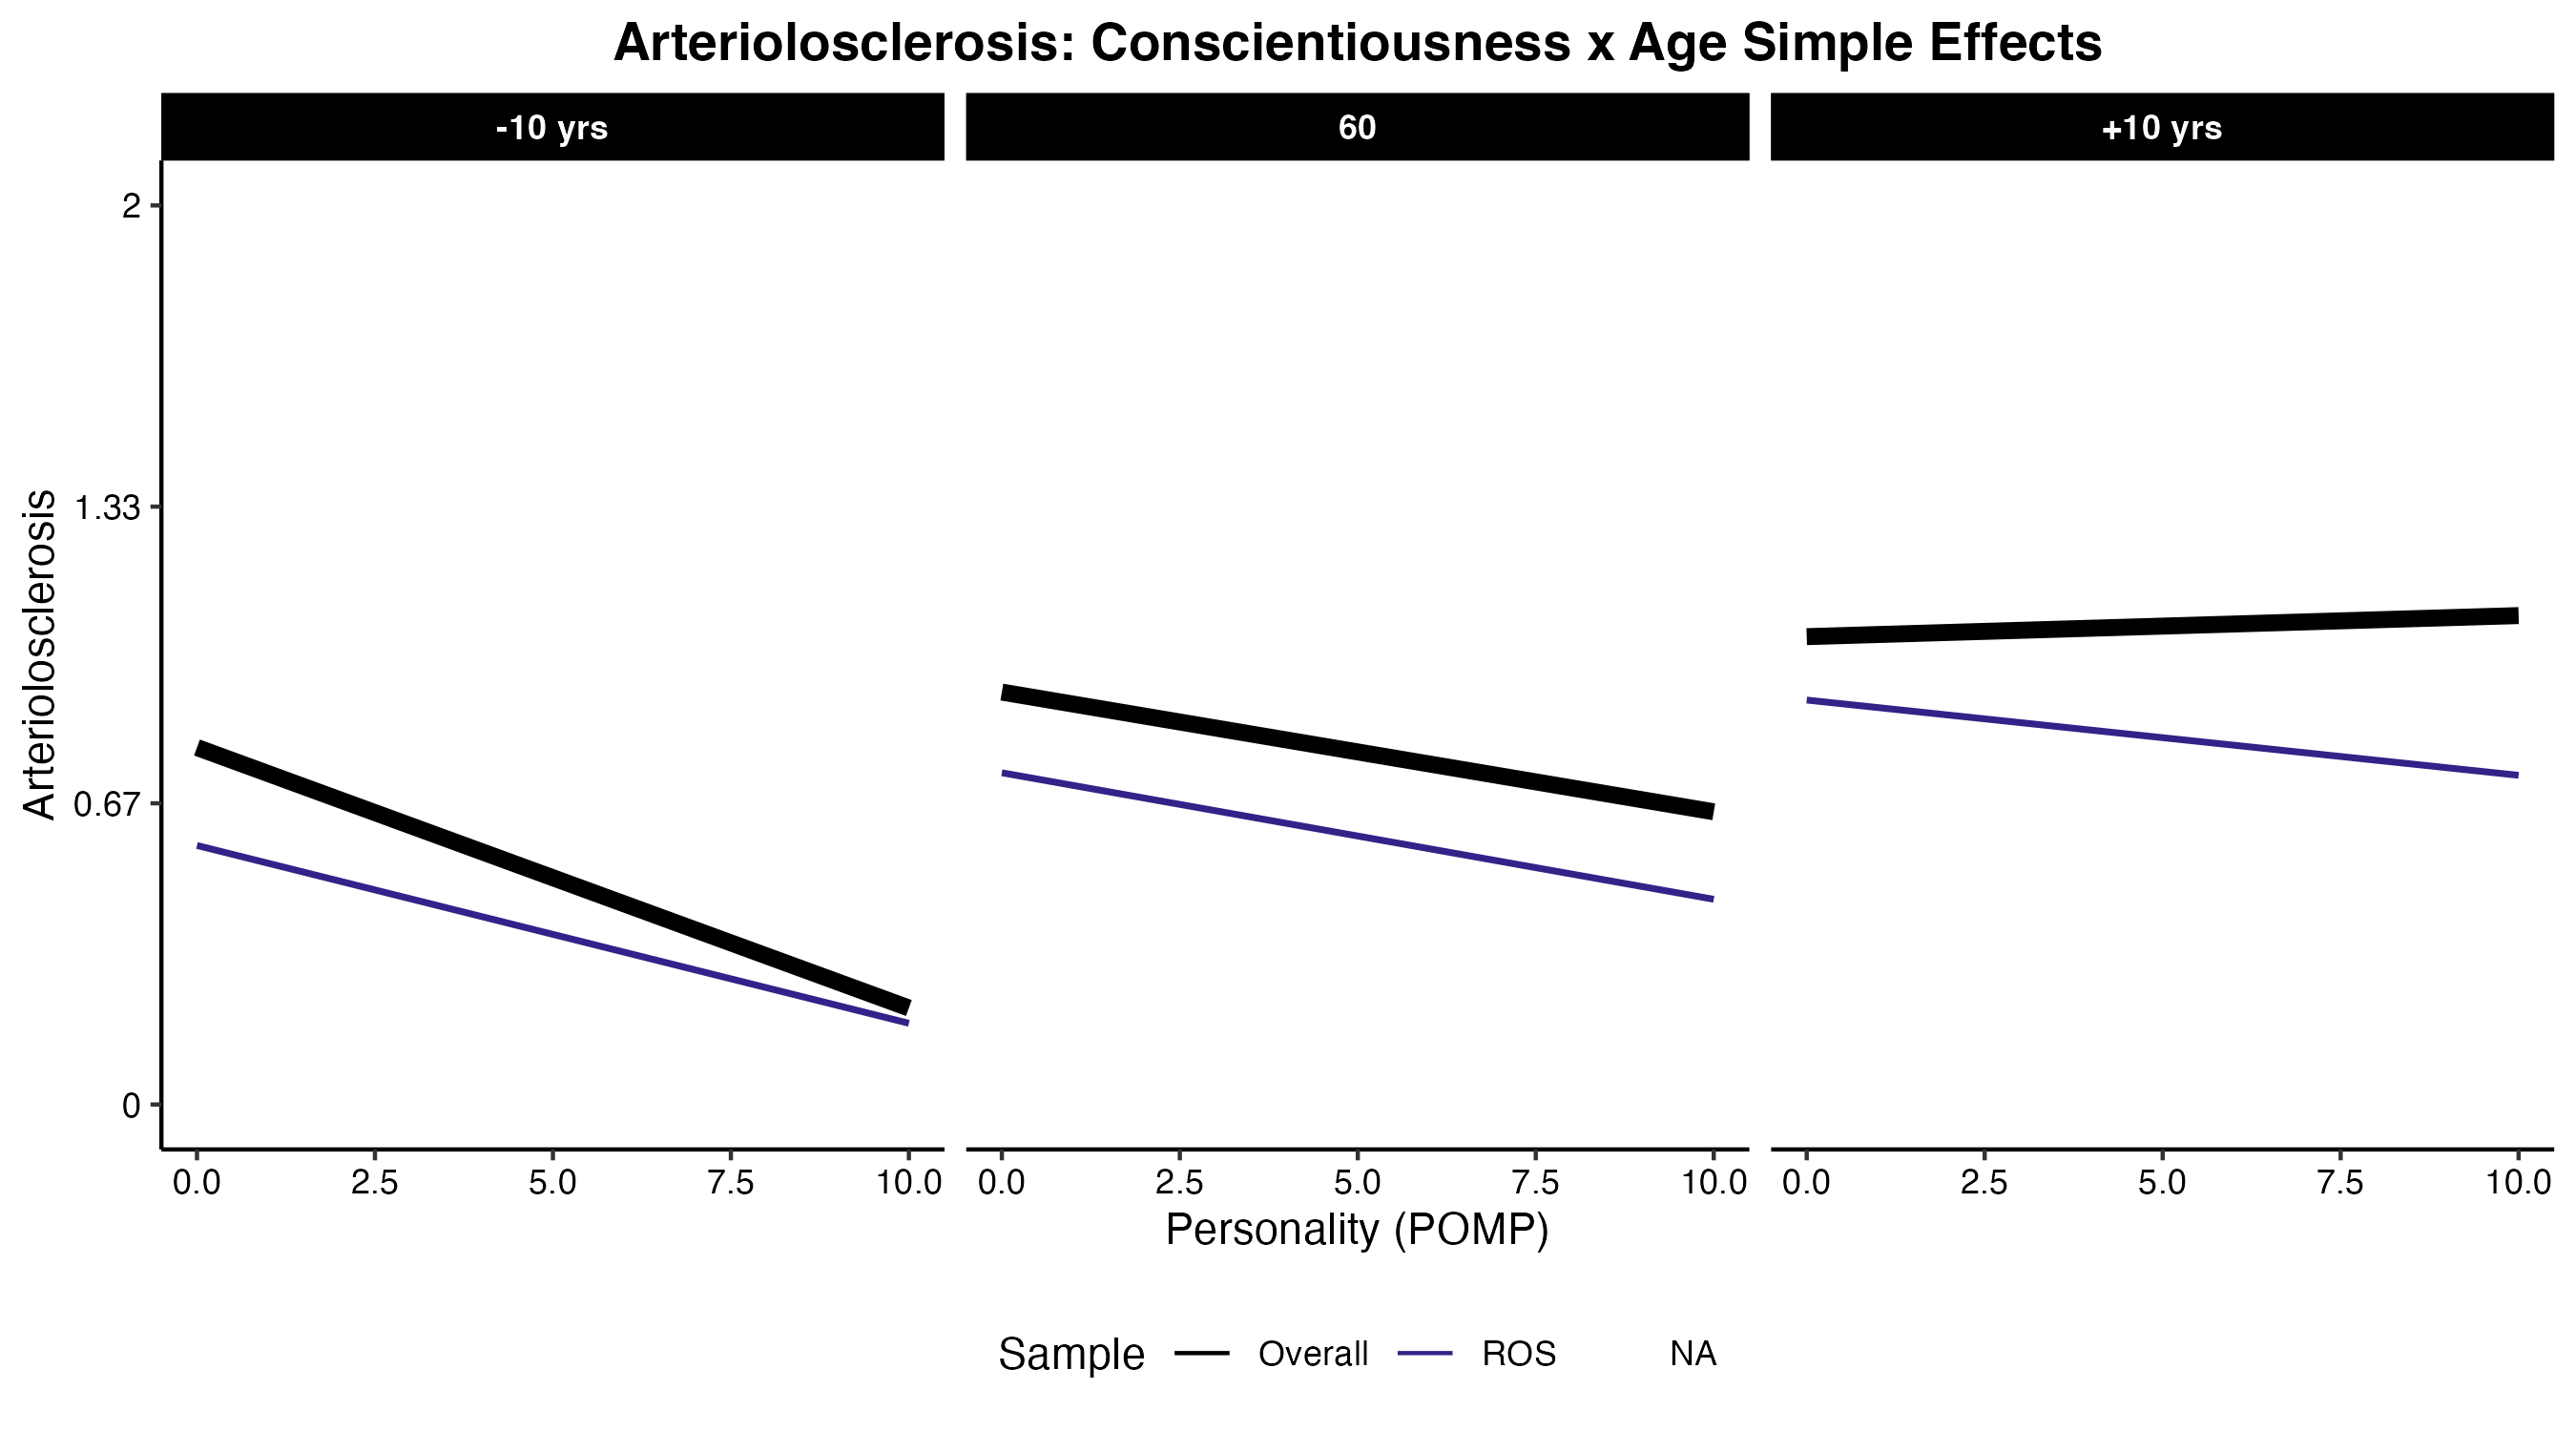 Arteriolosclerosis: Conscientiousness x Age Simple Effects
-10 yrs 60 +10 yrs
2
1.33
0.67
0
Arteriolosclerosis
0.0 2.5 5.0 7.5 10.0 0.0 2.5 5.0 7.5 10.0 0.0 2.5 5.0 7.5 10.0
Personality (POMP)
Sample Overall ROS NA